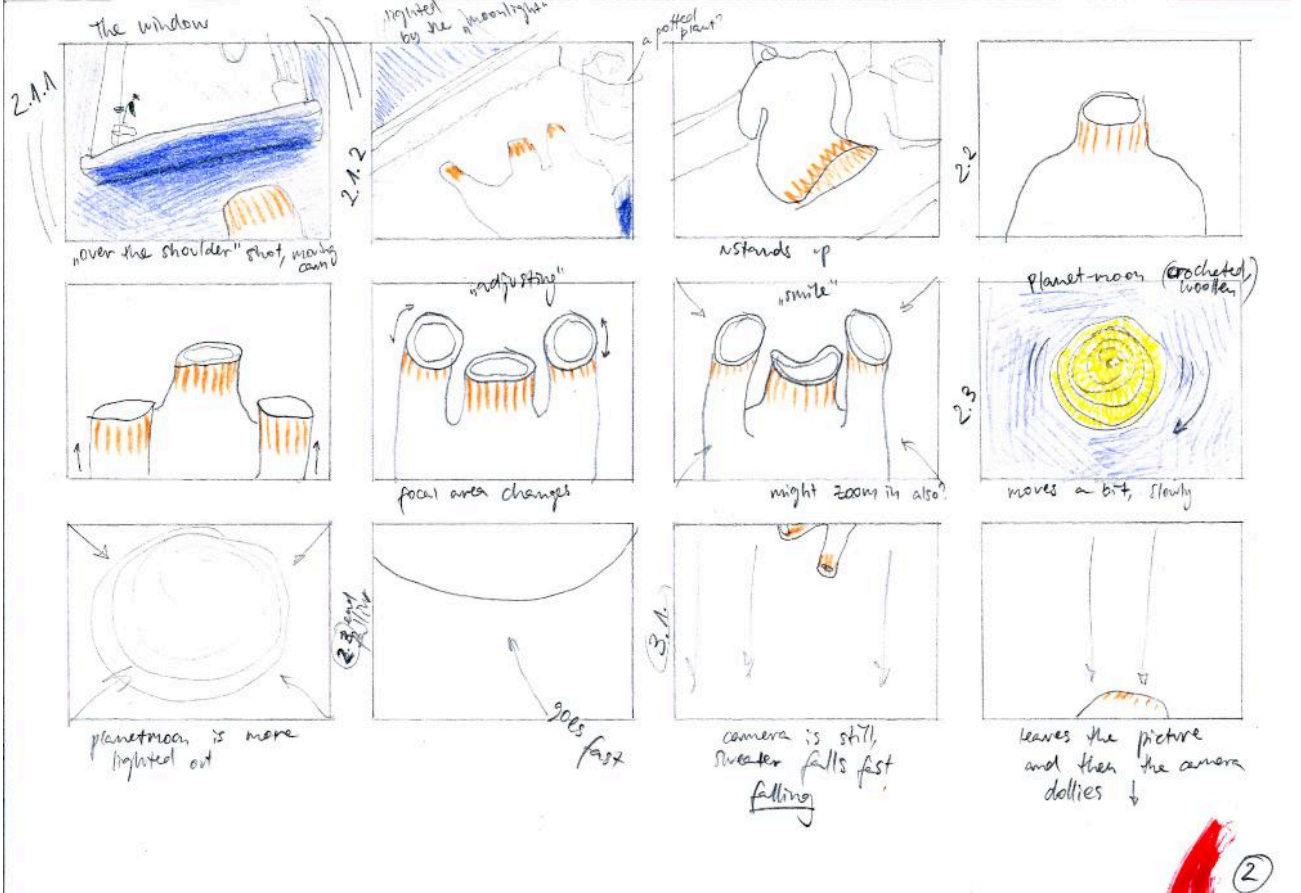 The window
lighted
by the „moonlight"
a potted
plant?
2.1.1
2.1.2
2.2
„over the shoulder" shot, moving
cam
stands up
„adjusting"
„smile"
planet-moon (crocheted,
woollen)
2.3
focal area changes
might zoom in also?
moves a bit, slowly
2.3
end
3.1.
planetmoon is more
lighted out
goes
fast
camera is still,
sweater falls fast
falling
leaves the picture
and then the camera
dollies ↓
2